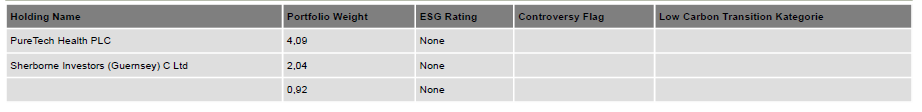 Holding Name Portfolio Weight ESG Rating Controversy Flag Low Carbon Transition Kategorie
PureTech Health PLC 4,09 None
Sherborne Investors (Guernsey) C Ltd 2,04 None
0,92 None